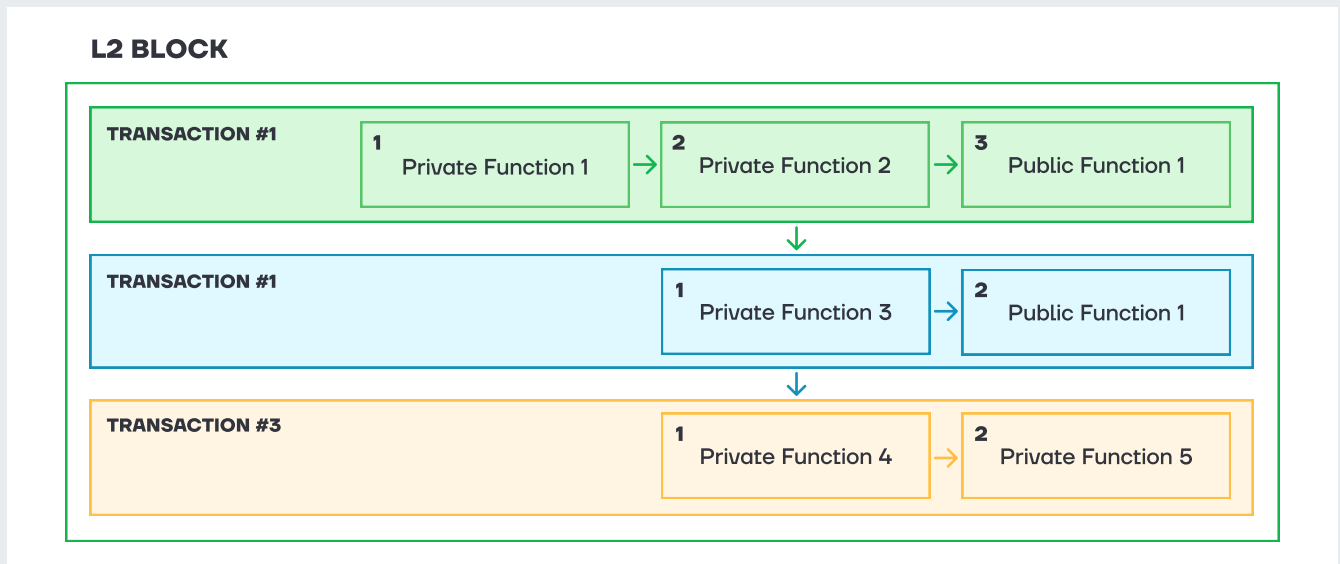 L2 BLOCK
TRANSACTION #1
1
Private Function 1
2
Private Function 2
3
Public Function 1
TRANSACTION #1
1
Private Function 3
2
Public Function 1
TRANSACTION #3
1
Private Function 4
2
Private Function 5